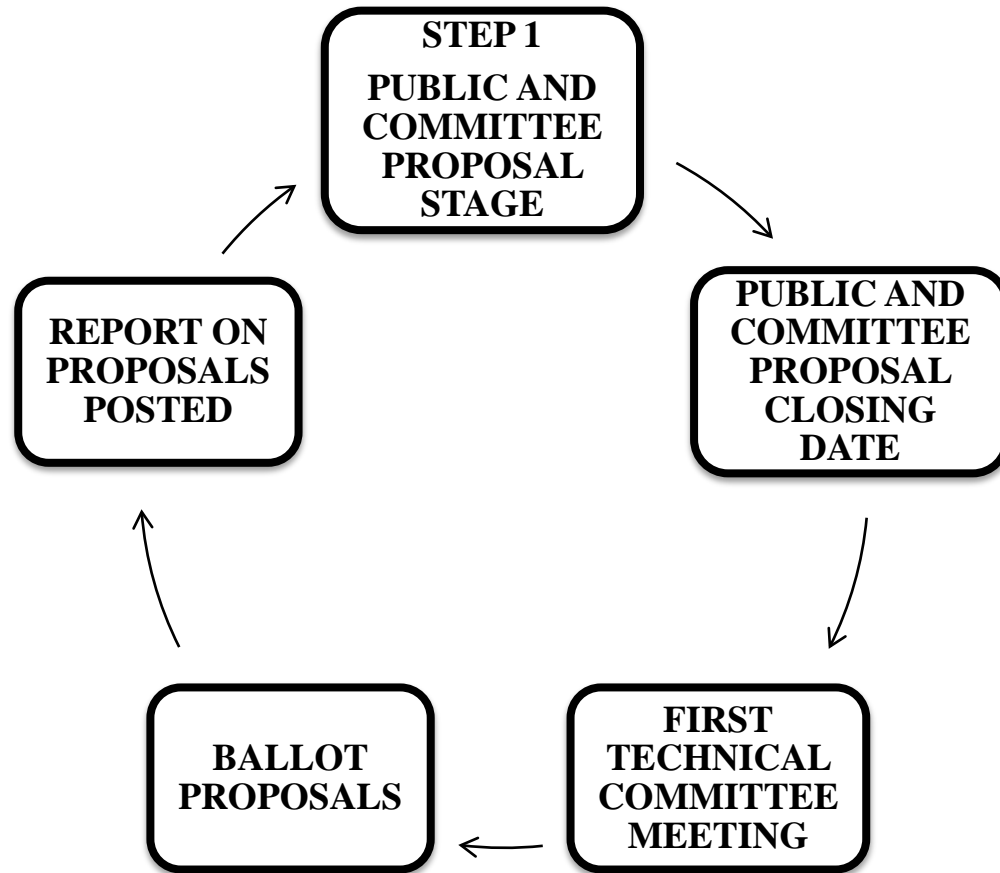 STEP 1
PUBLIC AND
COMMITTEE
PROPOSAL
STAGE
PUBLIC AND
COMMITTEE
PROPOSAL
CLOSING
DATE
FIRST
TECHNICAL
COMMITTEE
MEETING
BALLOT
PROPOSALS
REPORT ON
PROPOSALS
POSTED